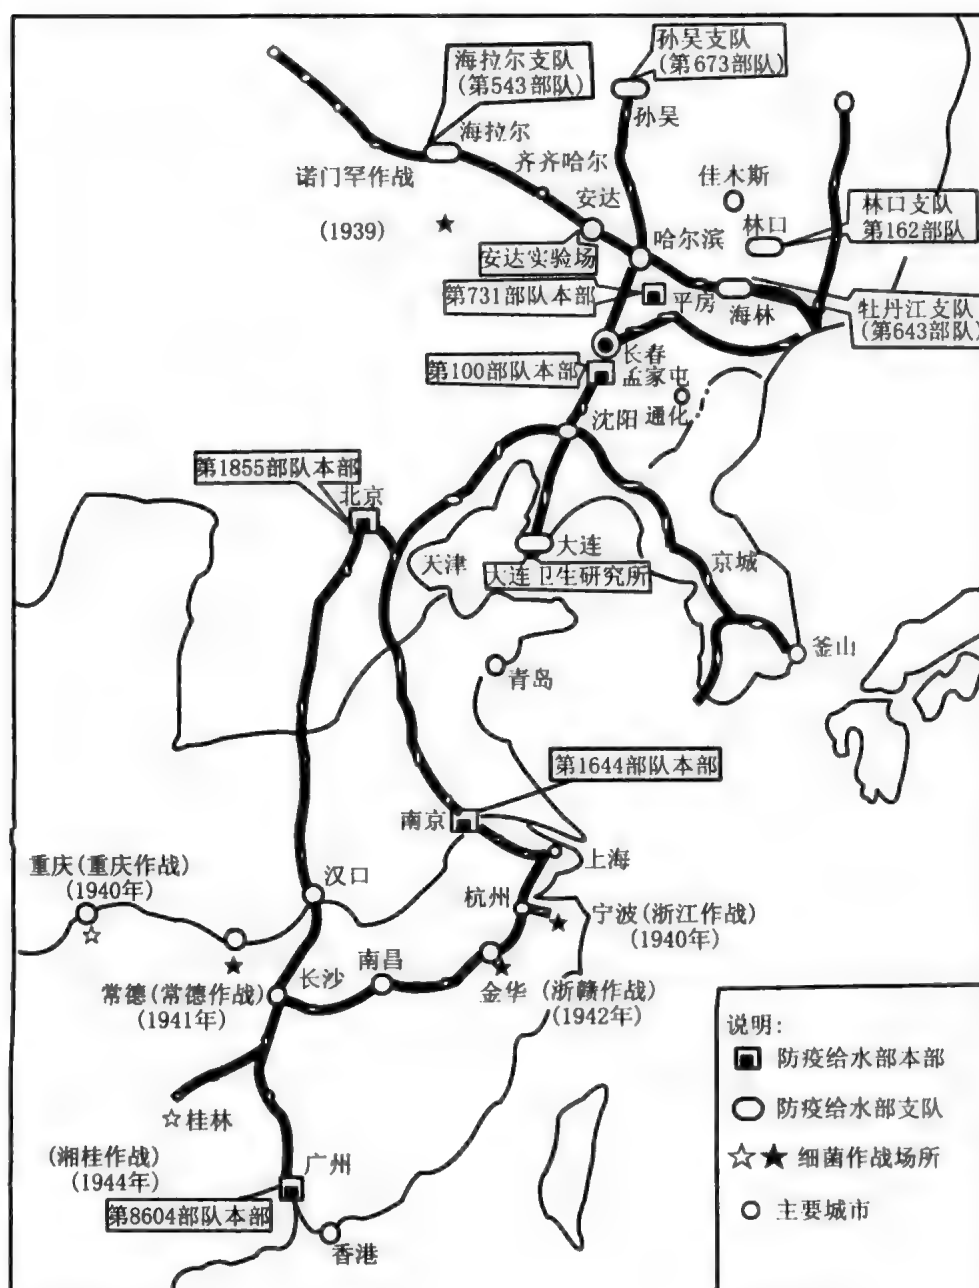 孙吴支队
(第673部队)
海拉尔支队
(第543部队)
孙吴
海拉尔
齐齐哈尔
诺门罕作战
(1939)
佳木斯
安达
林口
林口支队
第162部队
哈尔滨
安达实验场
第731部队本部
平房
海林
牡丹江支队
(第643部队)
长春
孟家屯
第100部队本部
沈阳
通化
第1855部队本部
北京
天津
大连
大连卫生研究所
京城
釜山
青岛
第1644部队本部
南京
上海
重庆(重庆作战)
(1940年)
汉口
杭州
宁波(浙江作战)
(1940年)
南昌
长沙
常德(常德作战)
(1941年)
金华
(浙赣作战)
(1942年)
桂林
(湘桂作战)
(1944年)
广州
第8604部队本部
香港
说明:
防疫给水部本部
防疫给水部支队
细菌作战场所
主要城市